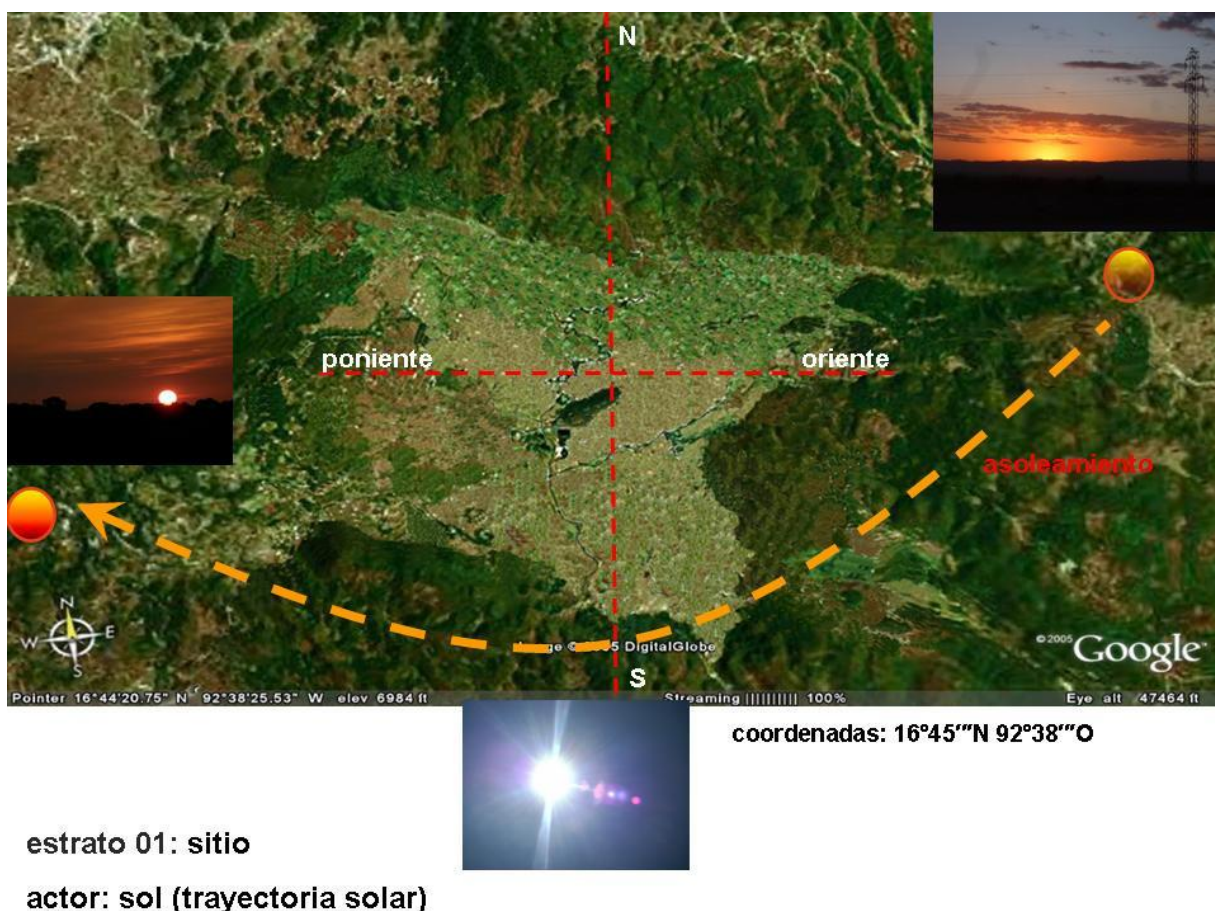 N
poniente
oriente
asoleamiento
N
W E
S
Image © 2005 DigitalGlobe
©2005 Google™
S
Pointer 16°44'20.75" N 92°38'25.53" W elev 6984 ft Streaming |||||||||| 100% Eye alt 47464 ft
coordenadas: 16°45′″N 92°38′″O
estrato 01: sitio
actor: sol (trayectoria solar)